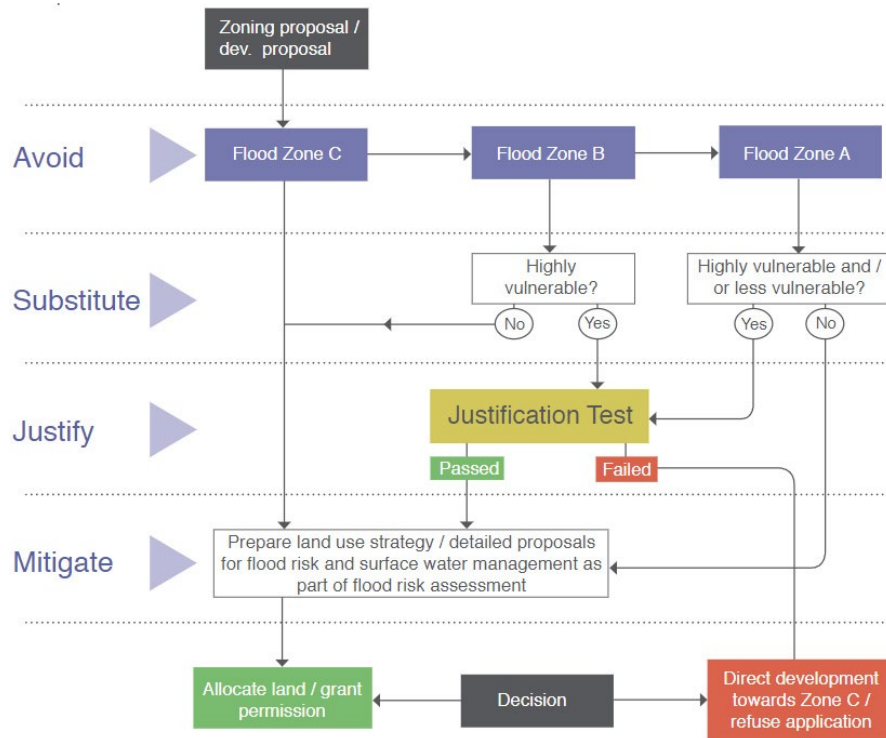 Zoning proposal /
dev. proposal
Avoid
Flood Zone C
Flood Zone B
Flood Zone A
Substitute
Highly
vulnerable?
Highly vulnerable and /
or less vulnerable?
No
Yes
Yes
No
Justify
Justification Test
Passed
Failed
Mitigate
Prepare land use strategy / detailed proposals
for flood risk and surface water management as
part of flood risk assessment
Allocate land / grant
permission
Decision
Direct development
towards Zone C /
refuse application